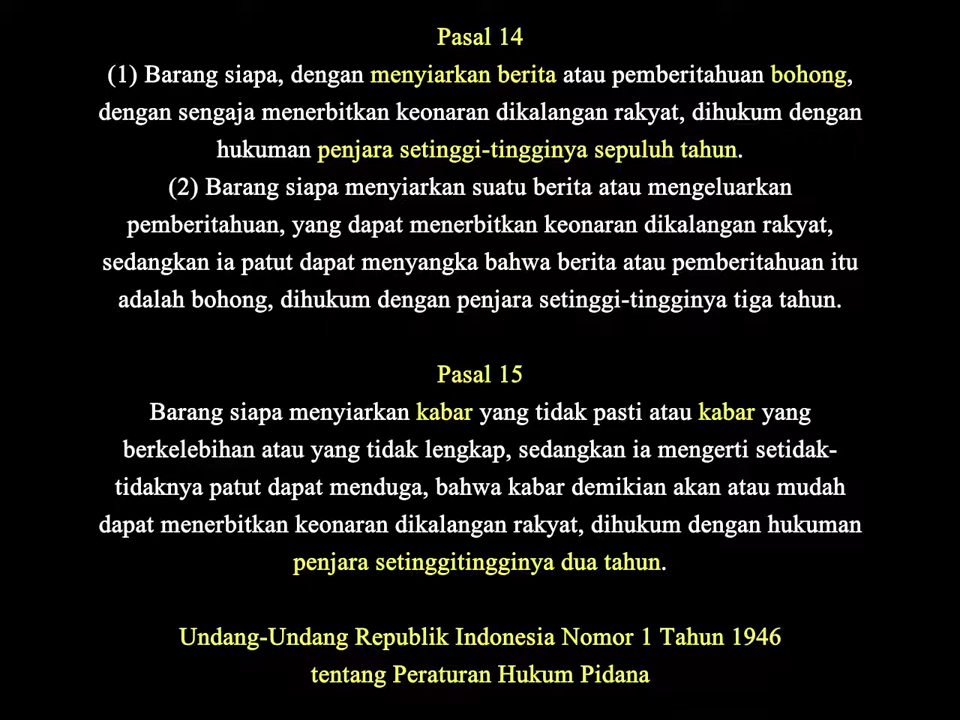 Pasal 14
(1) Barang siapa, dengan menyiarkan berita atau pemberitahuan bohong,
dengan sengaja menerbitkan keonaran dikalangan rakyat, dihukum dengan
hukuman penjara setinggi-tingginya sepuluh tahun.
(2) Barang siapa menyiarkan suatu berita atau mengeluarkan
pemberitahuan, yang dapat menerbitkan keonaran dikalangan rakyat,
sedangkan ia patut dapat menyangka bahwa berita atau pemberitahuan itu
adalah bohong, dihukum dengan penjara setinggi-tingginya tiga tahun.
Pasal 15
Barang siapa menyiarkan kabar yang tidak pasti atau kabar yang
berkelebihan atau yang tidak lengkap, sedangkan ia mengerti setidak-
tidaknya patut dapat menduga, bahwa kabar demikian akan atau mudah
dapat menerbitkan keonaran dikalangan rakyat, dihukum dengan hukuman
penjara setinggitingginya dua tahun.
Undang-Undang Republik Indonesia Nomor 1 Tahun 1946
tentang Peraturan Hukum Pidana